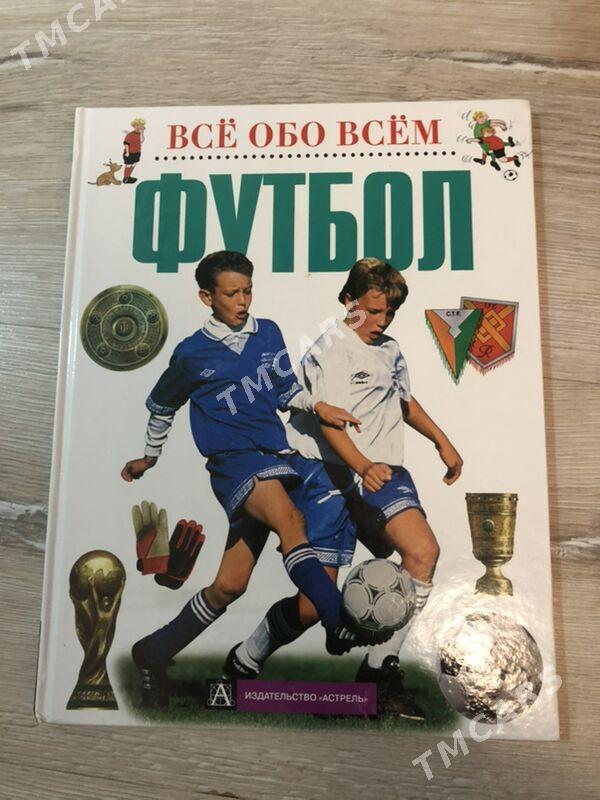 TMCARS
ВСЁ ОБО ВСЁМ
ФУТБОЛ
C.T.F.
TMCARS
R
А
ИЗДАТЕЛЬСТВО «АСТРЕЛЬ»
TMCARS